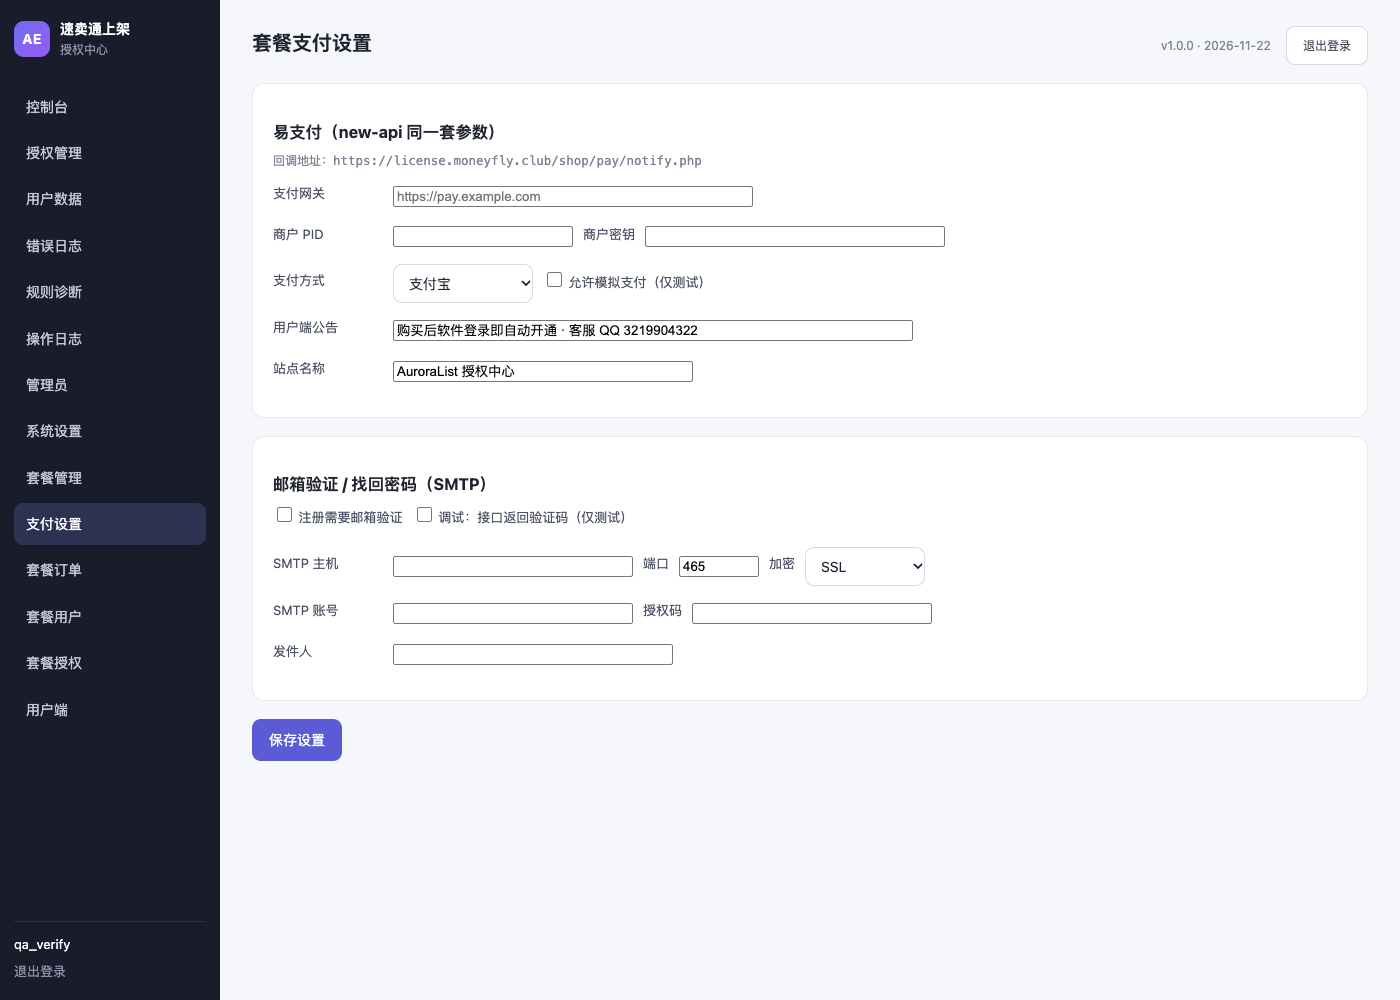 AE
速卖通上架
授权中心
控制台
授权管理
用户数据
错误日志
规则诊断
操作日志
管理员
系统设置
套餐管理
支付设置
套餐订单
套餐用户
套餐授权
用户端
qa_verify
退出登录
套餐支付设置
v1.0.0 · 2026-11-22
退出登录
易支付（new-api 同一套参数）
回调地址：https://license.moneyfly.club/shop/pay/notify.php
支付网关 https://pay.example.com
商户 PID 商户密钥
支付方式 支付宝 允许模拟支付（仅测试）
用户端公告 购买后软件登录即自动开通 · 客服 QQ 3219904322
站点名称 AuroraList 授权中心
邮箱验证 / 找回密码（SMTP）
注册需要邮箱验证 调试：接口返回验证码（仅测试）
SMTP 主机 端口 465 加密 SSL
SMTP 账号 授权码
发件人
保存设置